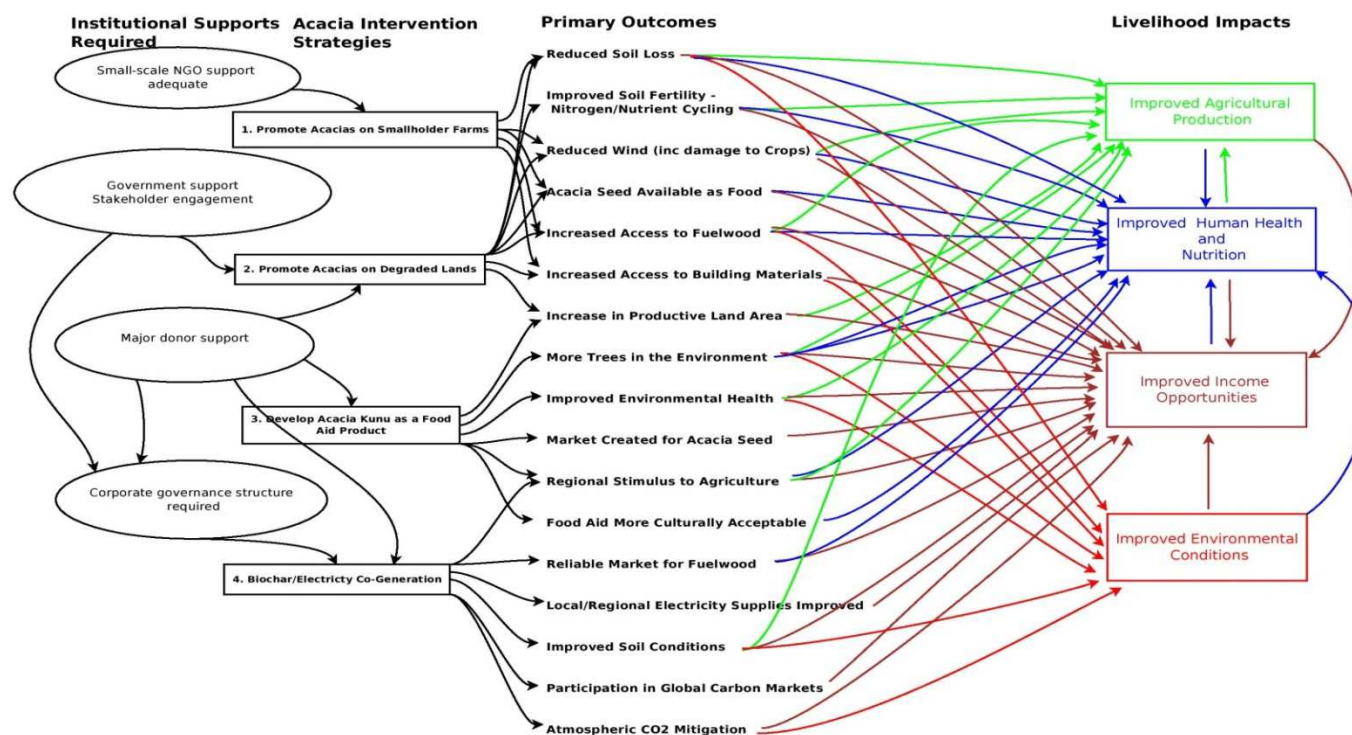 Institutional Supports
Required
Acacia Intervention
Strategies
Primary Outcomes
Livelihood Impacts
Small-scale NGO support
adequate
Government support
Stakeholder engagement
Major donor support
Corporate governance structure
required
1. Promote Acacias on Smallholder Farms
2. Promote Acacias on Degraded Lands
3. Develop Acacia Kunu as a Food
Aid Product
4. Biochar/Electricty Co-Generation
Reduced Soil Loss
Improved Soil Fertility -
Nitrogen/Nutrient Cycling
Reduced Wind (inc damage to Crops)
Acacia Seed Available as Food
Increased Access to Fuelwood
Increased Access to Building Materials
Increase in Productive Land Area
More Trees in the Environment
Improved Environmental Health
Market Created for Acacia Seed
Regional Stimulus to Agriculture
Food Aid More Culturally Acceptable
Reliable Market for Fuelwood
Local/Regional Electricity Supplies Improved
Improved Soil Conditions
Participation in Global Carbon Markets
Atmospheric CO2 Mitigation
Improved Agricultural
Production
Improved Human Health
and
Nutrition
Improved Income
Opportunities
Improved Environmental
Conditions